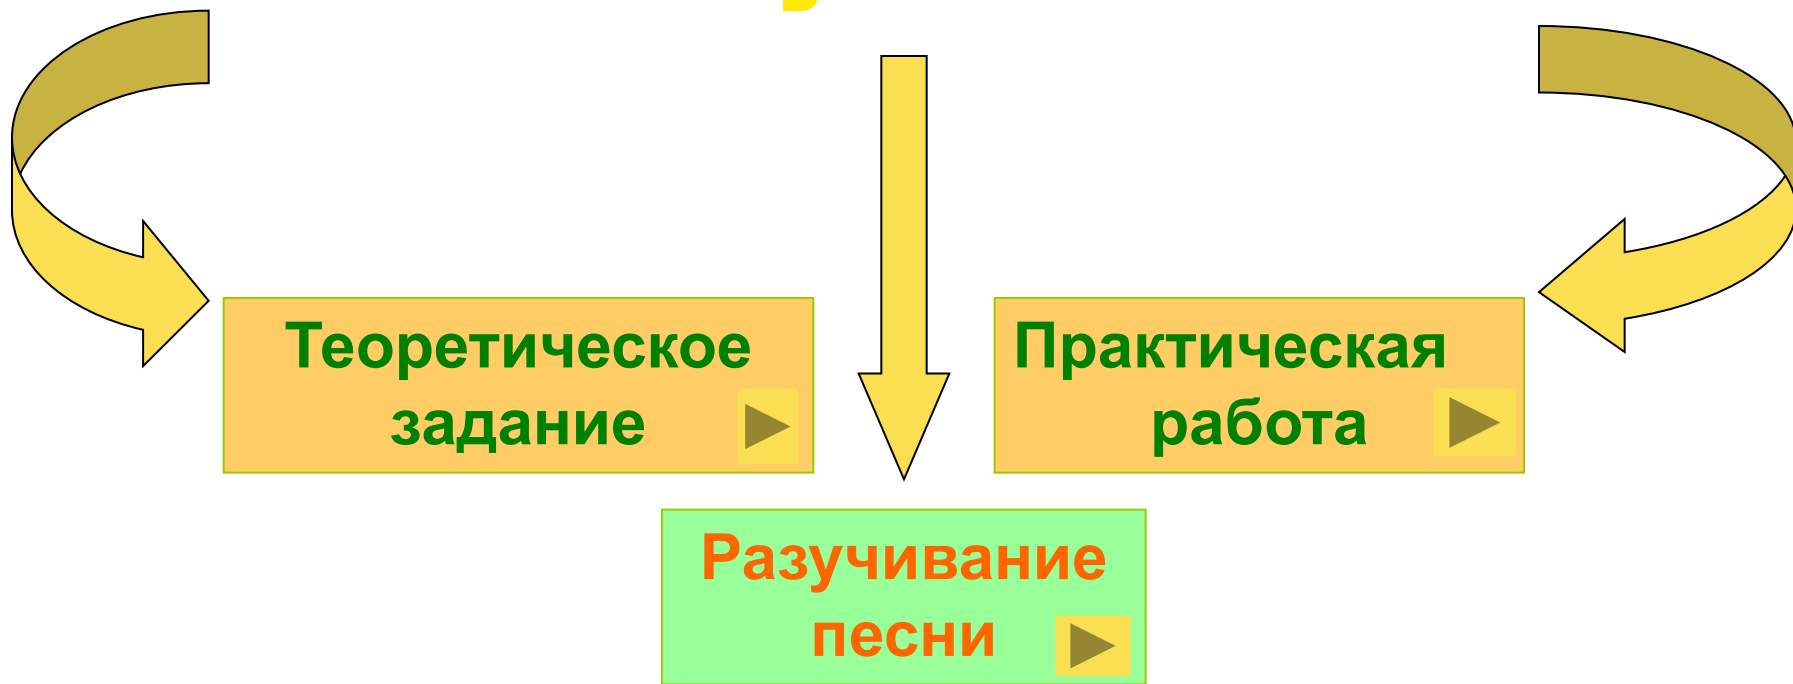 Теоретическое
задание
Практическая
работа
Разучивание
песни